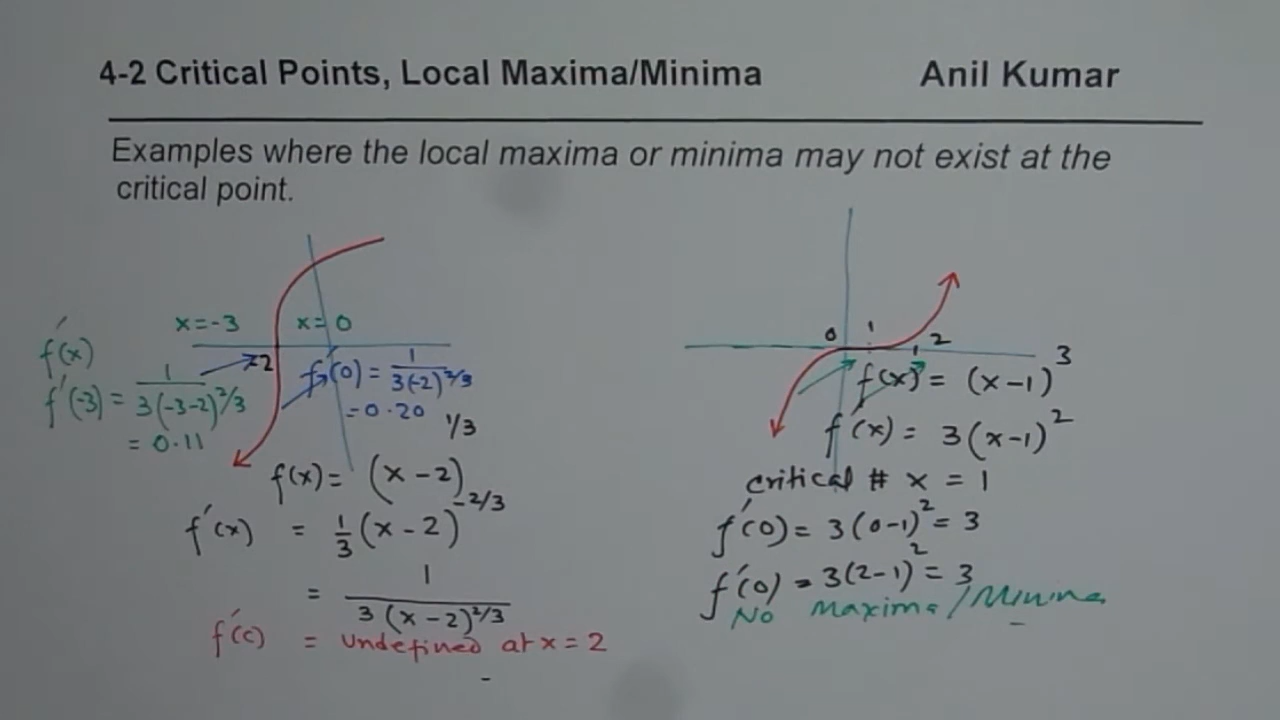 4-2 Critical Points, Local Maxima/Minima Anil Kumar
Examples where the local maxima or minima may not exist at the
critical point.
x=-3 x=0
-2
f'(x)
f'(-3) = 1/3(-3-2)^2/3
= 0.11
f'(0) = 1/3(-2)^2/3
= 0.20
f(x) = (x-2)^1/3
f'(x) = 1/3 (x-2)^-2/3
= 1/3(x-2)^2/3
f'(c) = undefined at x = 2
0 1 2
f(x) = (x-1)^3
f'(x) = 3(x-1)^2
critical # x = 1
f'(0) = 3(0-1)^2 = 3
f'(0) = 3(2-1)^2 = 3
No Maxima/Minima